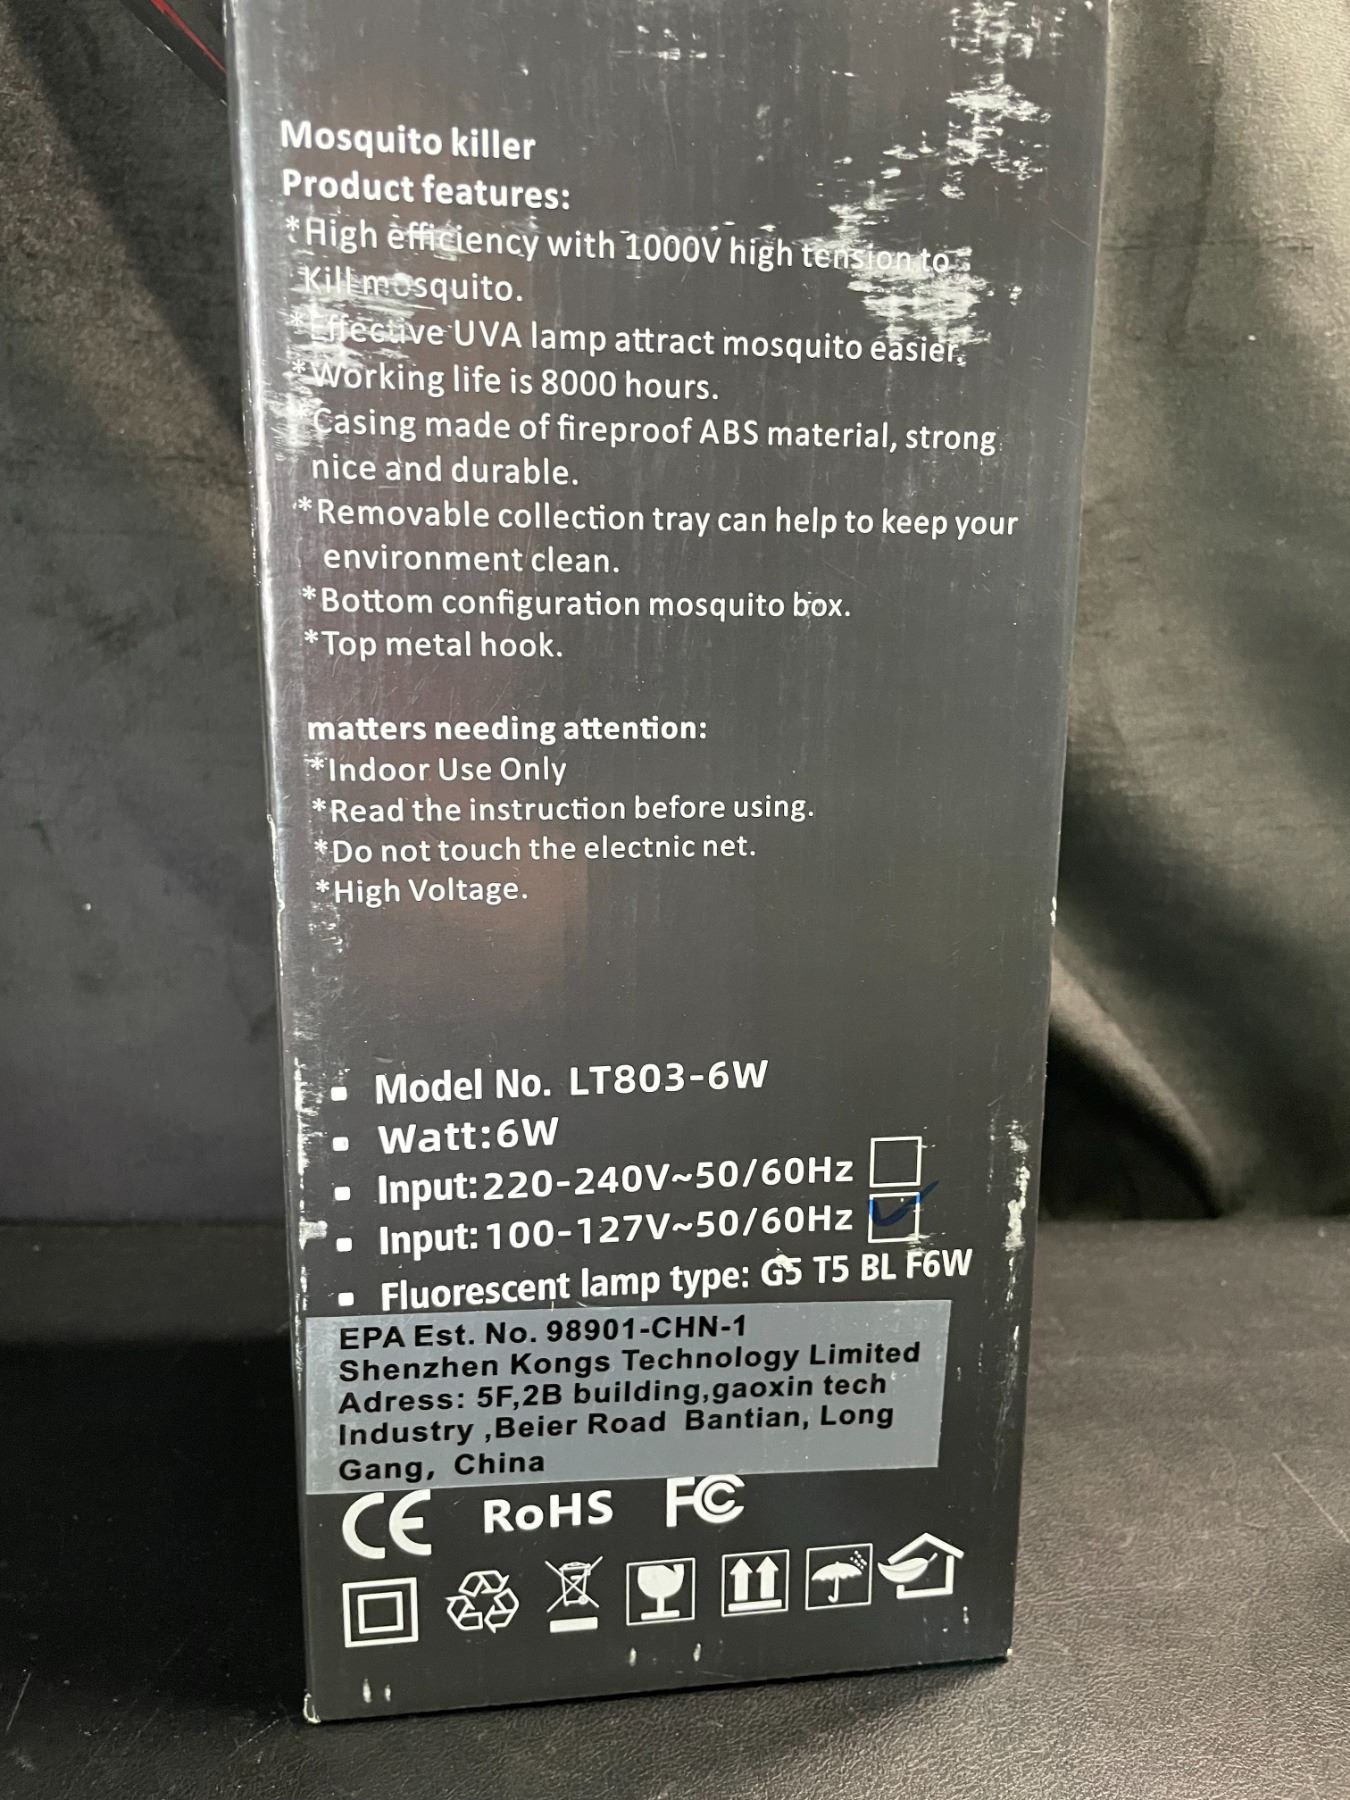 Mosquito killer
Product features:
*High efficiency with 1000V high tension to
Kill mosquito.
*Effective UVA lamp attract mosquito easier.
*Working life is 8000 hours.
*Casing made of fireproof ABS material, strong
nice and durable.
*Removable collection tray can help to keep your
environment clean.
*Bottom configuration mosquito box.
*Top metal hook.
matters needing attention:
*Indoor Use Only
*Read the instruction before using.
*Do not touch the electnic net.
*High Voltage.
▪ Model No. LT803-6W
▪ Watt:6W
▪ Input:220-240V~50/60Hz
▪ Input:100-127V~50/60Hz
▪ Fluorescent lamp type: G5 T5 BL F6W
EPA Est. No. 98901-CHN-1
Shenzhen Kongs Technology Limited
Adress: 5F,2B building,gaoxin tech
Industry ,Beier Road Bantian, Long
Gang, China
CE RoHS FC